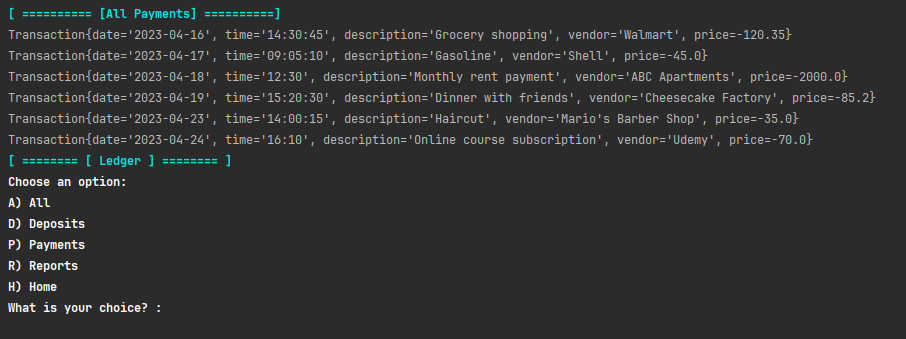 [ ========== [All Payments] ==========]
Transaction{date='2023-04-16', time='14:30:45', description='Grocery shopping', vendor='Walmart', price=-120.35}
Transaction{date='2023-04-17', time='09:05:10', description='Gasoline', vendor='Shell', price=-45.0}
Transaction{date='2023-04-18', time='12:30', description='Monthly rent payment', vendor='ABC Apartments', price=-2000.0}
Transaction{date='2023-04-19', time='15:20:30', description='Dinner with friends', vendor='Cheesecake Factory', price=-85.2}
Transaction{date='2023-04-23', time='14:00:15', description='Haircut', vendor='Mario's Barber Shop', price=-35.0}
Transaction{date='2023-04-24', time='16:10', description='Online course subscription', vendor='Udemy', price=-70.0}
[ ======== [ Ledger ] ======== ]
Choose an option:
A) All
D) Deposits
P) Payments
R) Reports
H) Home
What is your choice? :